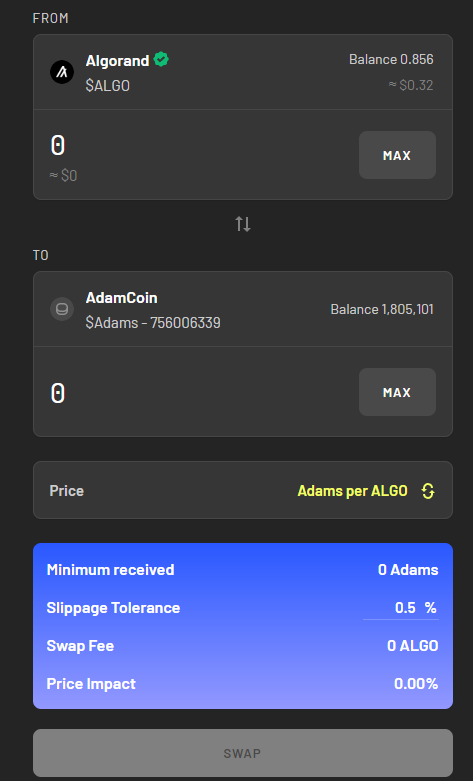 FROM
Algorand
Balance 0.856
$ALGO
≈ $0.32
0
MAX
≈ $0
TO
AdamCoin
$Adams - 756006339
Balance 1,805,101
0
MAX
Price
Adams per ALGO
Minimum received 0 Adams
Slippage Tolerance 0.5 %
Swap Fee 0 ALGO
Price Impact 0.00%
SWAP